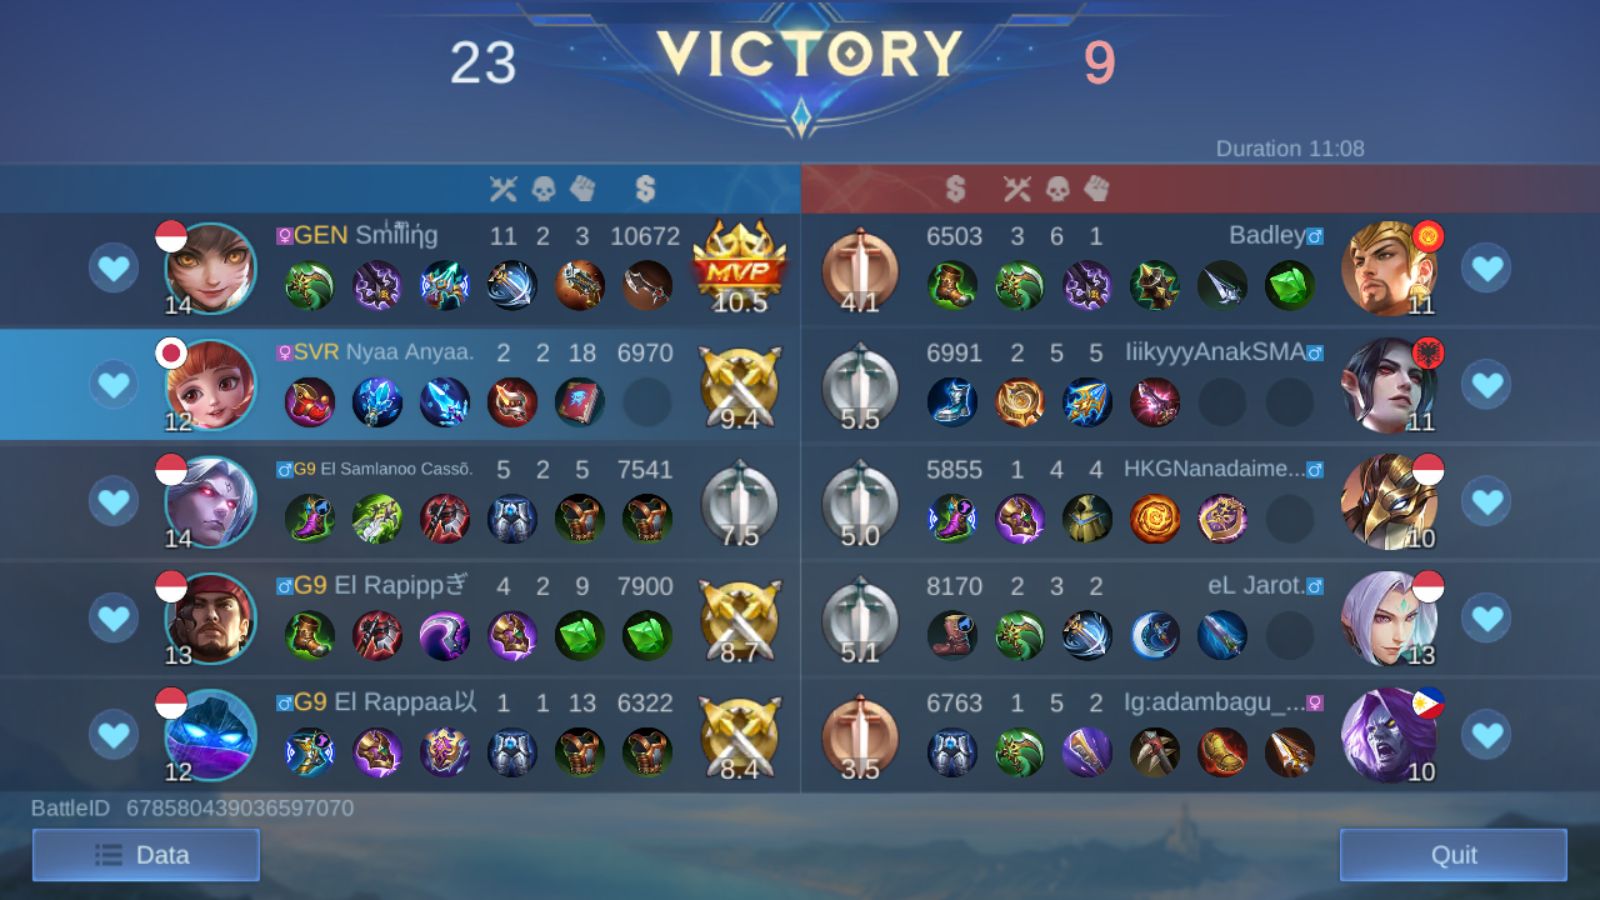 23 VICTORY 9
Duration 11:08
GEN Smilling 11 2 3 10672 MVP 10.5
14
4.1 6503 3 6 1 Badley
11
SVR Nyaa Anyaa. 2 2 18 6970 9.4
12
5.5 6991 2 5 5 IiikyyyAnakSMA
11
G9 El Samlanoo Cassõ. 5 2 5 7541 7.5
14
5.0 5855 1 4 4 HKGNanadaime...
10
G9 El Rapippぎ 4 2 9 7900 8.7
13
5.1 8170 2 3 2 eL Jarot.
13
G9 El Rappaa以 1 1 13 6322 8.4
12
3.5 6763 1 5 2 Ig:adambagu_...
10
BattleID 678580439036597070
Data
Quit